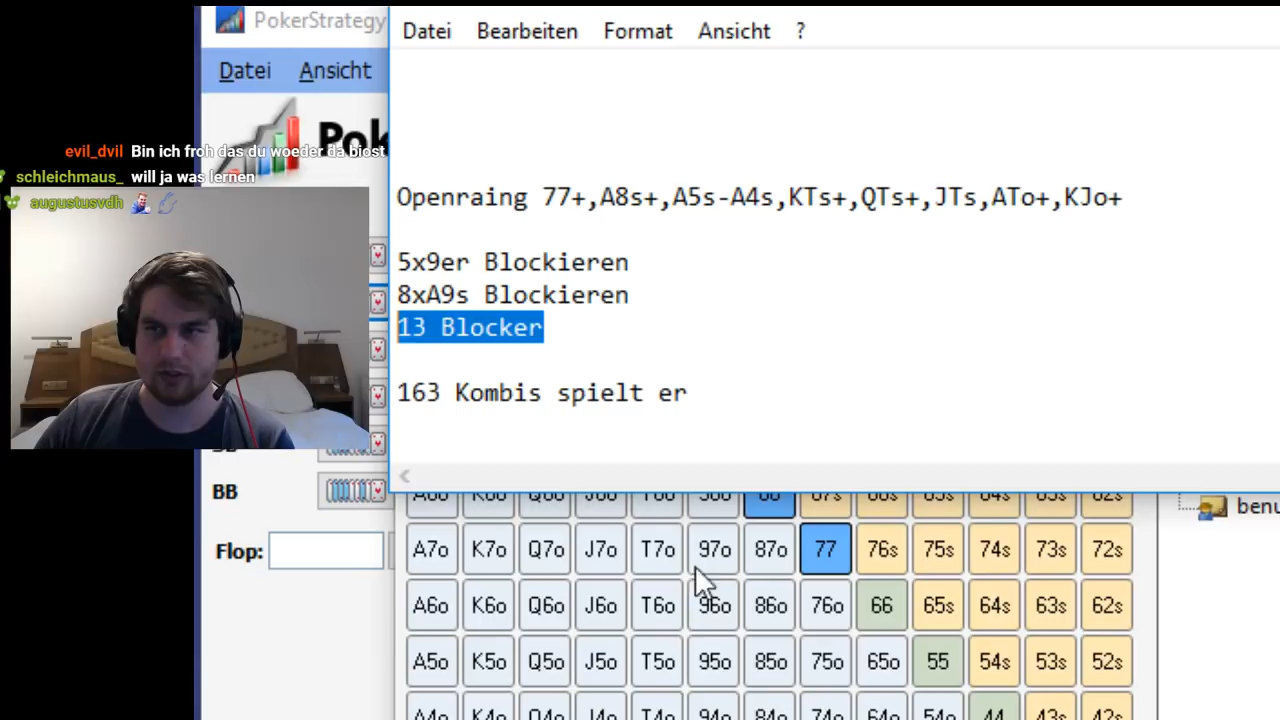 PokerStrategy
Datei Ansicht
Pok
Datei Bearbeiten Format Ansicht ?
evil_dvil Bin ich froh das du woeder da biost
schleichmaus_ will ja was lernen
augustusvdh
Openraing 77+,A8s+,A5s-A4s,KTs+,QTs+,JTs,ATo+,KJo+
5x9er Blockieren
8xA9s Blockieren
13 Blocker
163 Kombis spielt er
BB
benu
Flop:
A7o K7o Q7o J7o T7o 97o 87o 77 76s 75s 74s 73s 72s
A6o K6o Q6o J6o T6o 96o 86o 76o 66 65s 64s 63s 62s
A5o K5o Q5o J5o T5o 95o 85o 75o 65o 55 54s 53s 52s